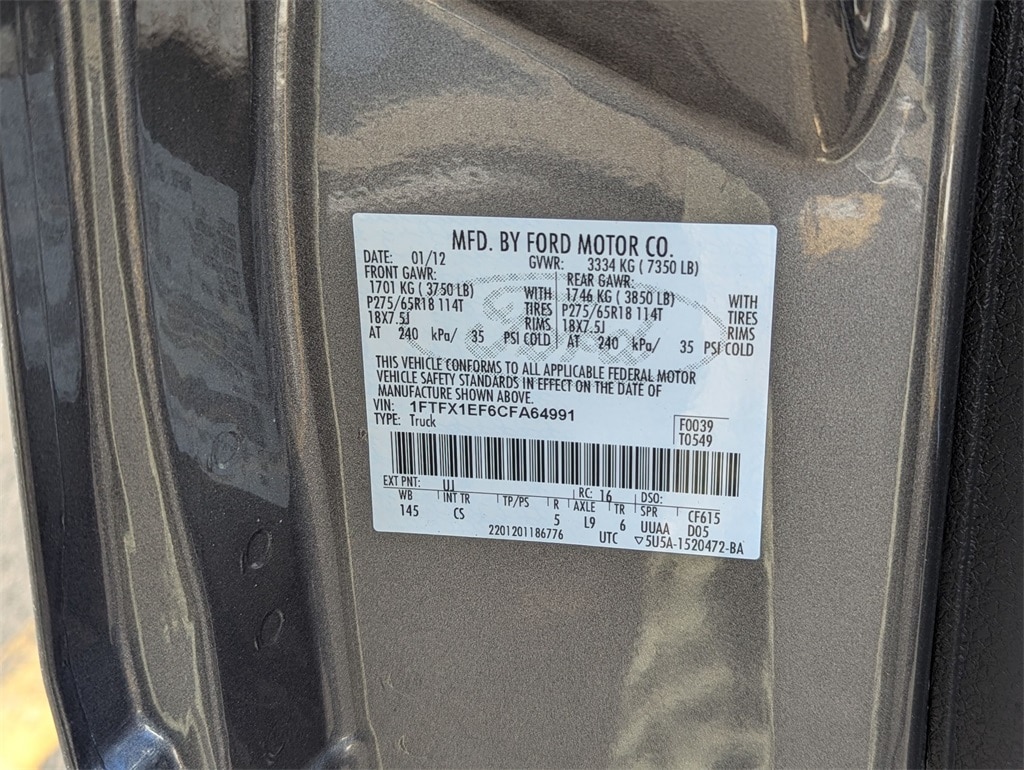 MFD. BY FORD MOTOR CO.
DATE: 01/12 GVWR: 3334 KG ( 7350 LB)
FRONT GAWR: REAR GAWR:
1701 KG ( 3750 LB) WITH 1746 KG ( 3850 LB) WITH
P275/65R18 114T TIRES P275/65R18 114T TIRES
18X7.5J RIMS 18X7.5J RIMS
AT 240 kPa/ 35 PSI COLD AT 240 kPa/ 35 PSI COLD
Ford
THIS VEHICLE CONFORMS TO ALL APPLICABLE FEDERAL MOTOR
VEHICLE SAFETY STANDARDS IN EFFECT ON THE DATE OF
MANUFACTURE SHOWN ABOVE.
VIN: 1FTFX1EF6CFA64991
TYPE: Truck
F0039
T0549
EXT PNT: UJ RC: 16 DSO:
WB INT TR TP/PS R AXLE TR SPR CF615
145 CS 5 L9 6 UUAA D05
2201201186776 UTC ▽5U5A-1520472-BA